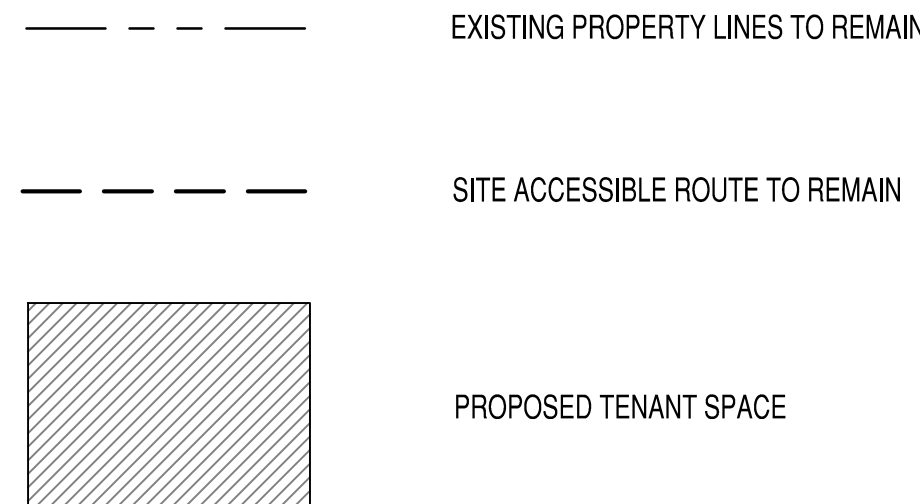 EXISTING PROPERTY LINES TO REMAIN
SITE ACCESSIBLE ROUTE TO REMAIN
PROPOSED TENANT SPACE